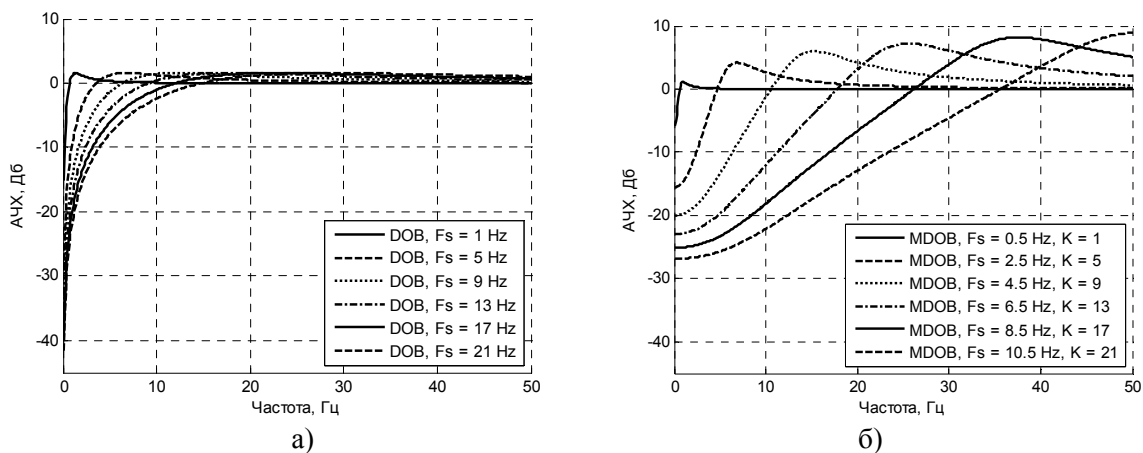 10
0
-10
-20
-30
-40
АЧХ, Дб
DOB, Fs = 1 Hz
DOB, Fs = 5 Hz
DOB, Fs = 9 Hz
DOB, Fs = 13 Hz
DOB, Fs = 17 Hz
DOB, Fs = 21 Hz
0 10 20 30 40 50
Частота, Гц
а)
10
0
-10
-20
-30
-40
АЧХ, Дб
MDOB, Fs = 0.5 Hz, K = 1
MDOB, Fs = 2.5 Hz, K = 5
MDOB, Fs = 4.5 Hz, K = 9
MDOB, Fs = 6.5 Hz, K = 13
MDOB, Fs = 8.5 Hz, K = 17
MDOB, Fs = 10.5 Hz, K = 21
0 10 20 30 40 50
Частота, Гц
б)